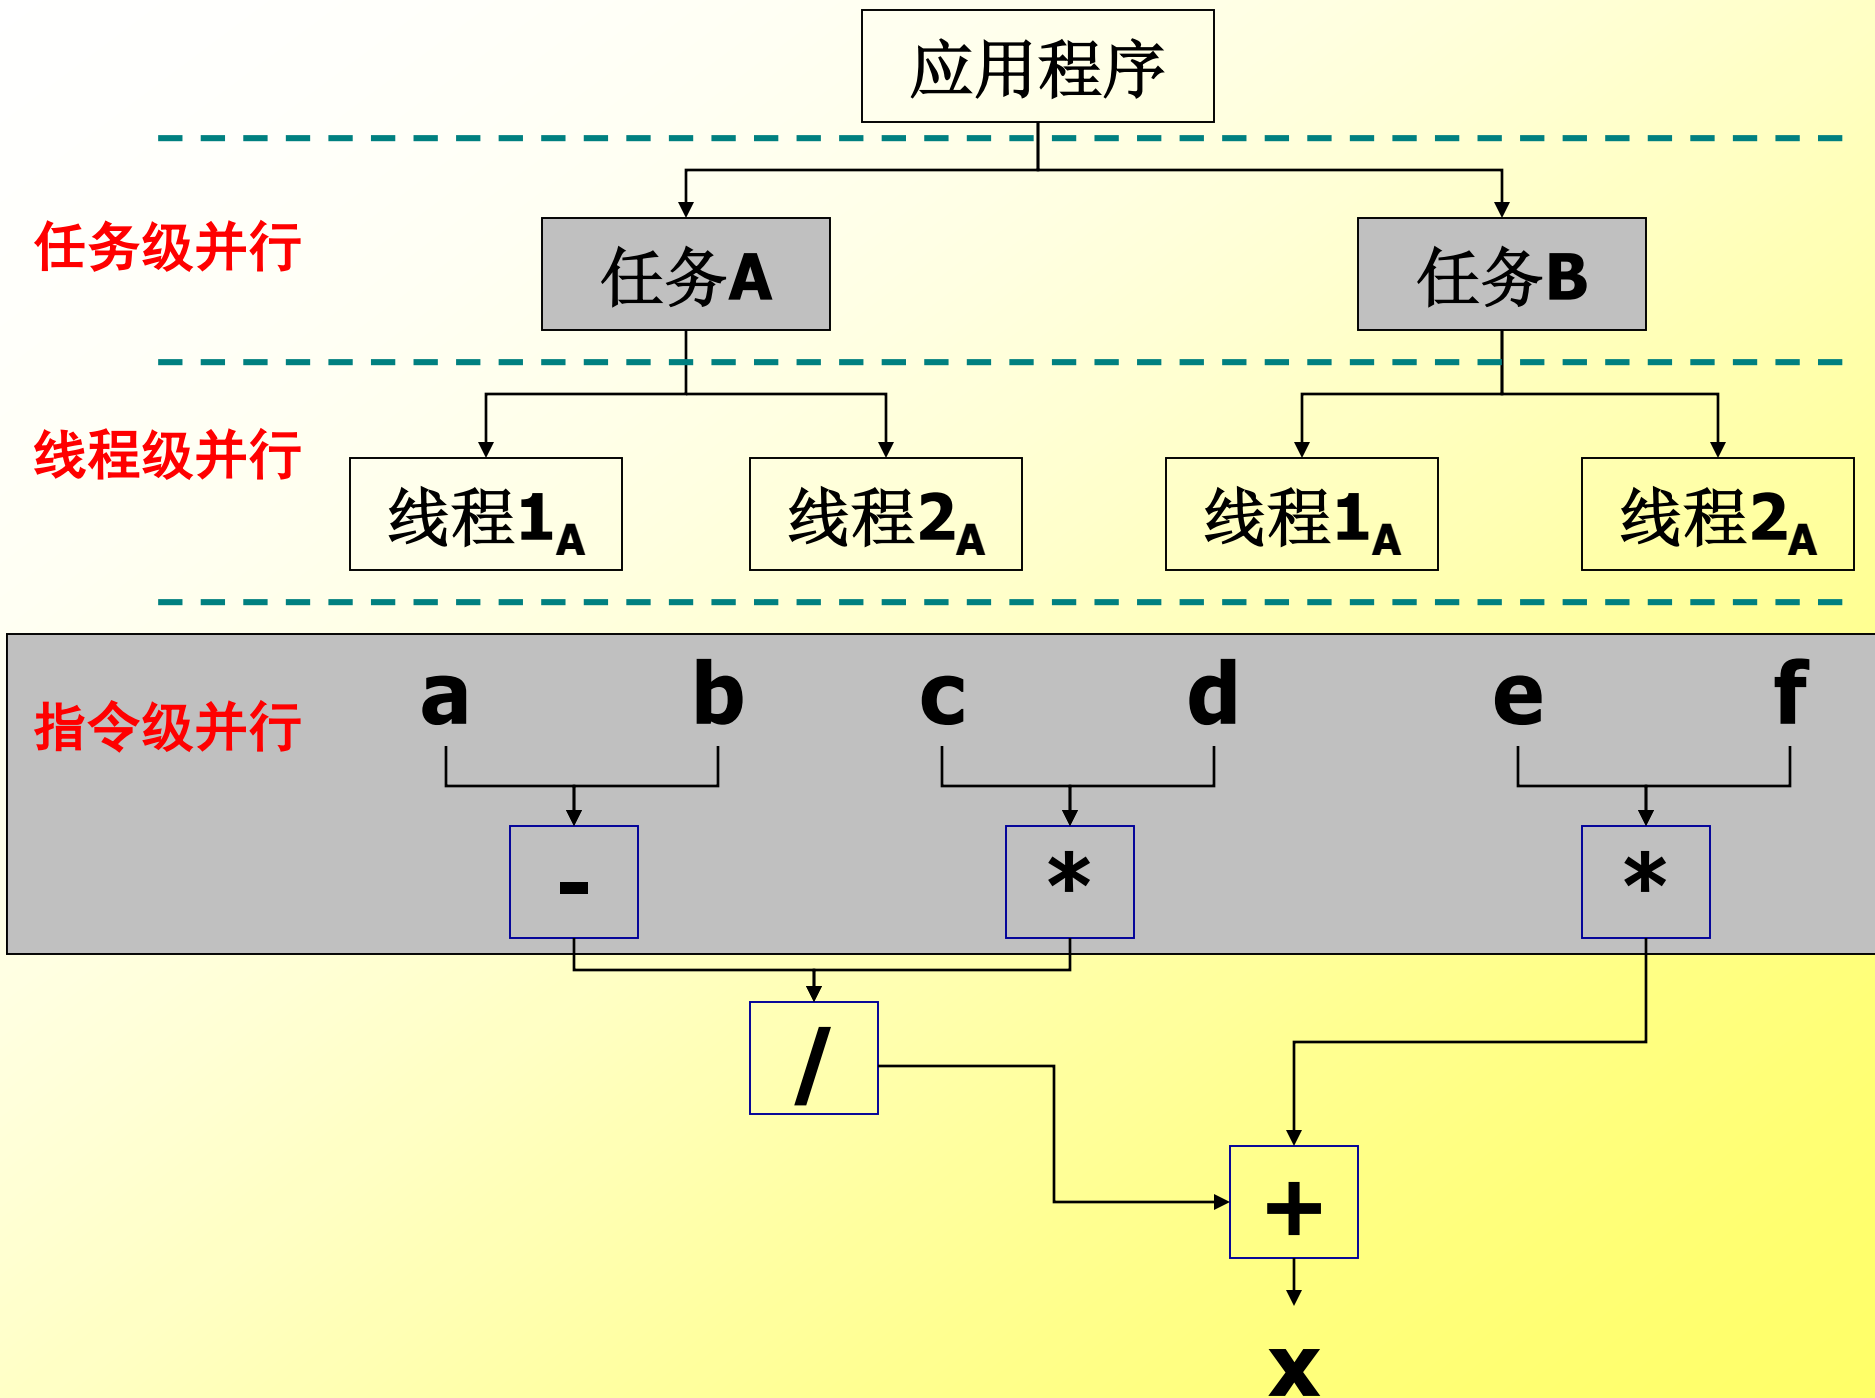 应用程序
任务级并行
任务A
任务B
线程级并行
线程1A
线程2A
线程1A
线程2A
指令级并行
a b c d e f
- * *
/
+
x